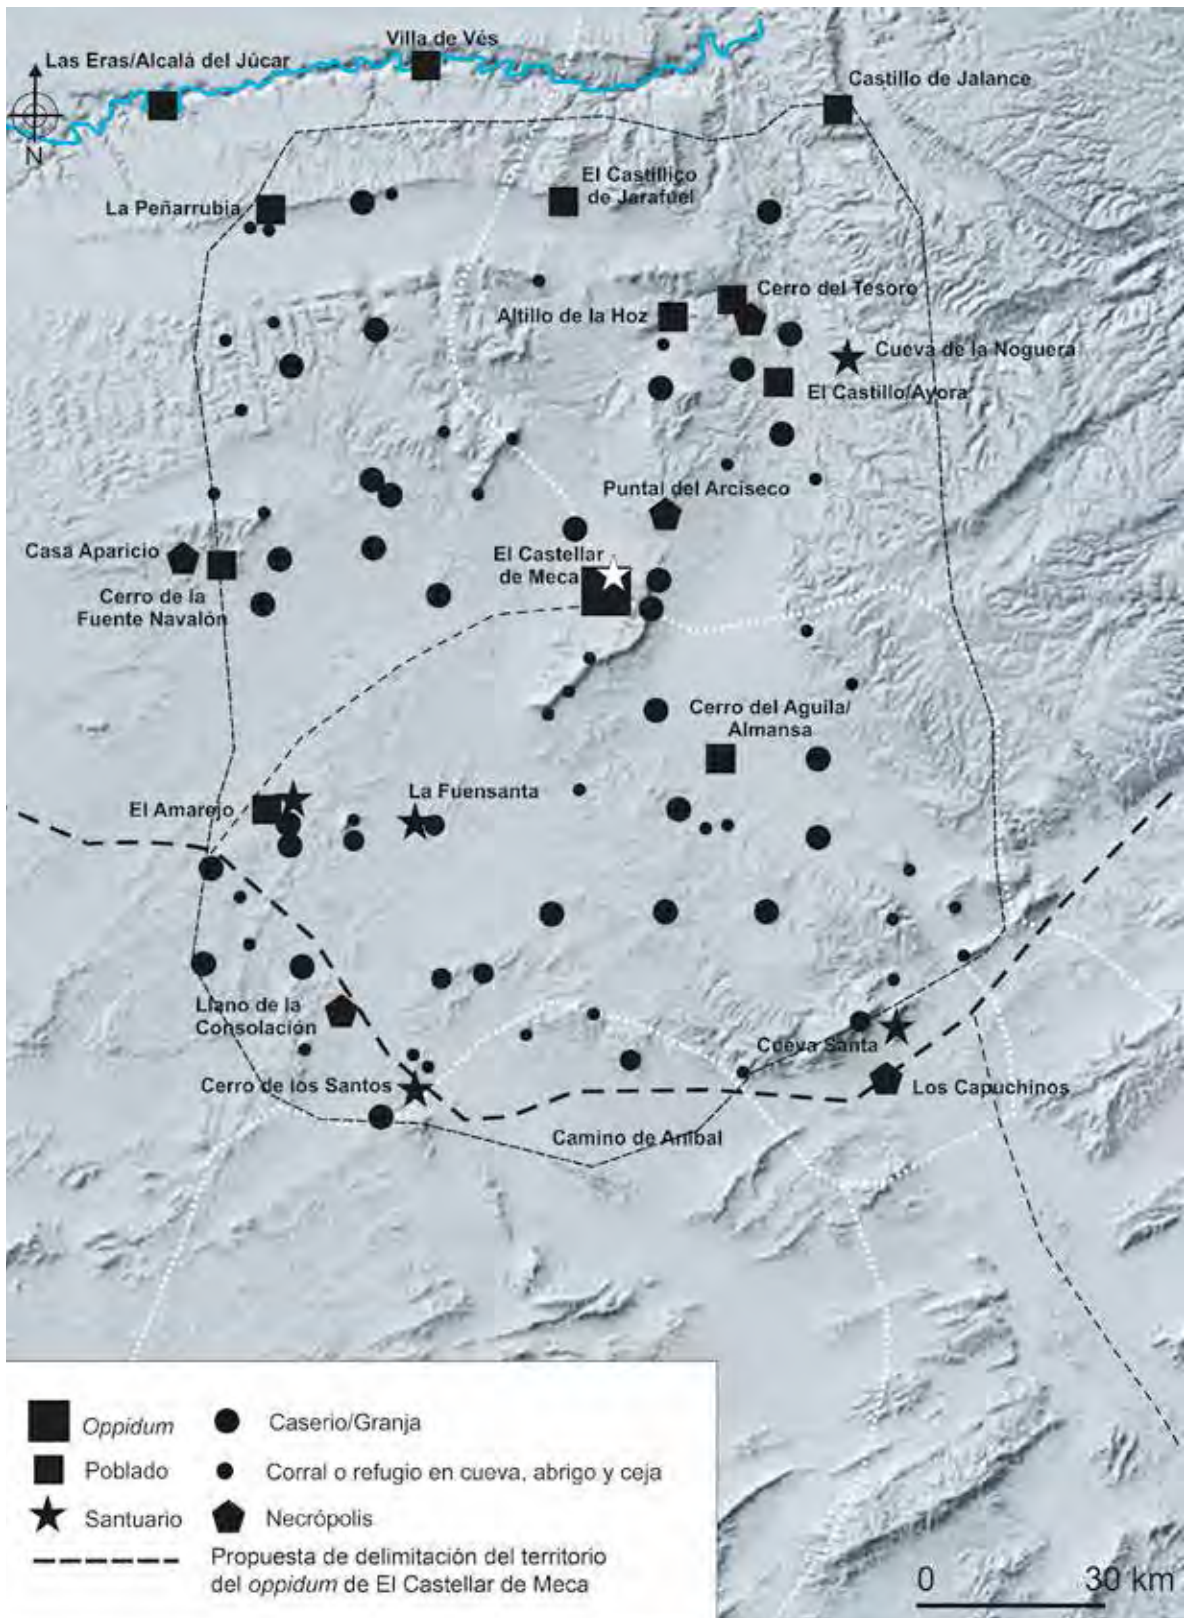 Villa de Vés
Las Eras/Alcalá del Júcar
Castillo de Jalance
N
El Castillico
de Jarafuel
La Peñarrubia
Cerro del Tesoro
Altillo de la Hoz
Cueva de la Noguera
El Castillo/Ayora
Puntal del Arciseco
Casa Aparicio
El Castellar
de Meca
Cerro de la
Fuente Navalón
Cerro del Aguila/
Almansa
La Fuensanta
El Amarejo
Llano de la
Consolación
Cueva Santa
Cerro de los Santos
Los Capuchinos
Camino de Aníbal
Oppidum
Caserio/Granja
Poblado
Corral o refugio en cueva, abrigo y ceja
Santuario
Necrópolis
Propuesta de delimitación del territorio
del oppidum de El Castellar de Meca
0 30 km